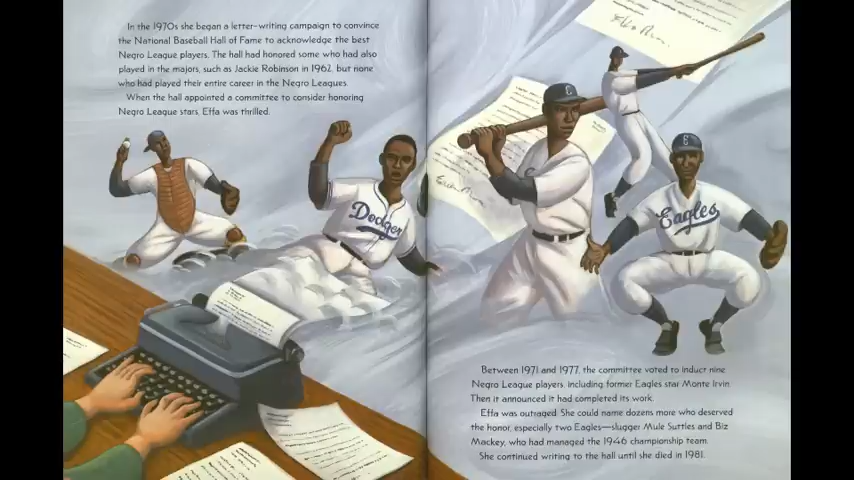 In the 1970s she began a letter-writing campaign to convince
the National Baseball Hall of Fame to acknowledge the best
Negro League players. The hall had honored some who had also
played in the majors, such as Jackie Robinson in 1962, but none
who had played their entire career in the Negro Leagues.
When the hall appointed a committee to consider honoring
Negro League stars, Effa was thrilled.
Dodgers
C
E
Eagles
Between 1971 and 1977, the committee voted to induct nine
Negro League players, including former Eagles star Monte Irvin.
Then it announced it had completed its work.
Effa was outraged. She could name dozens more who deserved
the honor, especially two Eagles—slugger Mule Suttles and Biz
Mackey, who had managed the 1946 championship team.
She continued writing to the hall until she died in 1981.